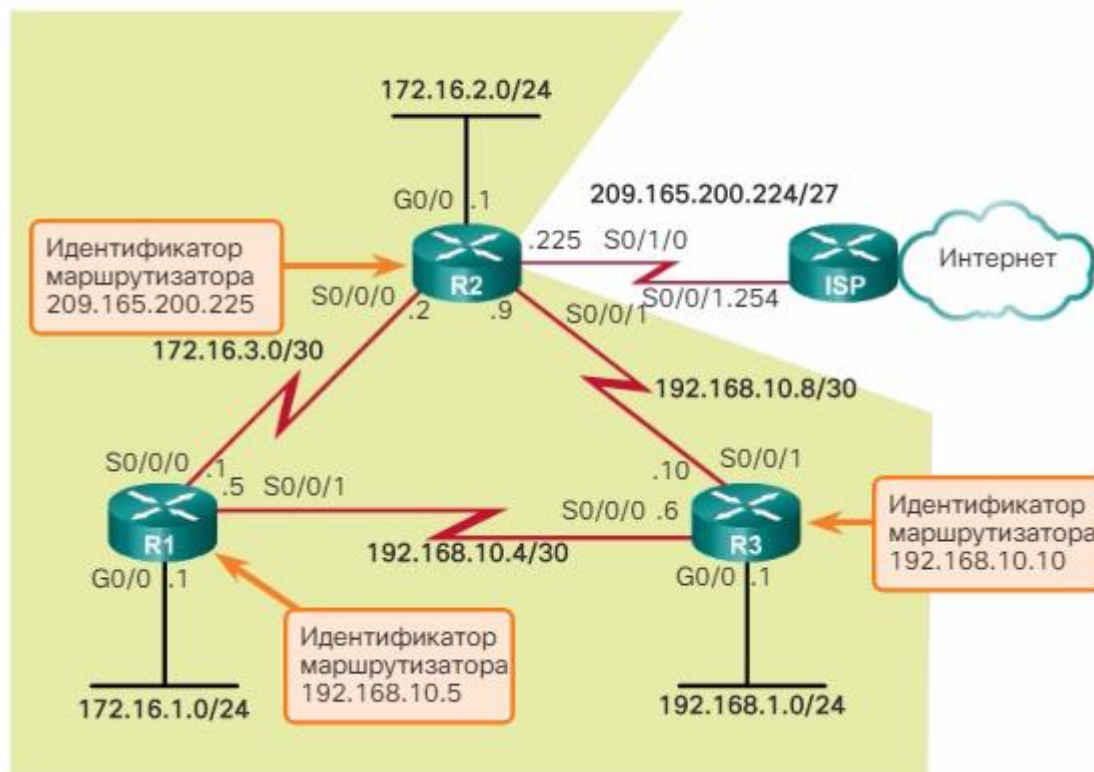 172.16.2.0/24
G0/0 .1
209.165.200.224/27
Идентификатор
маршрутизатора
209.165.200.225
R2
.225 S0/1/0
ISP
Интернет
S0/0/0 .2
.9
S0/0/1
S0/0/1.254
172.16.3.0/30
192.168.10.8/30
S0/0/0 .1
.5 S0/0/1
.10 S0/0/1
S0/0/0 .6
R1
192.168.10.4/30
R3
Идентификатор
маршрутизатора
192.168.10.10
G0/0 .1
G0/0 .1
Идентификатор
маршрутизатора
192.168.10.5
172.16.1.0/24
192.168.1.0/24